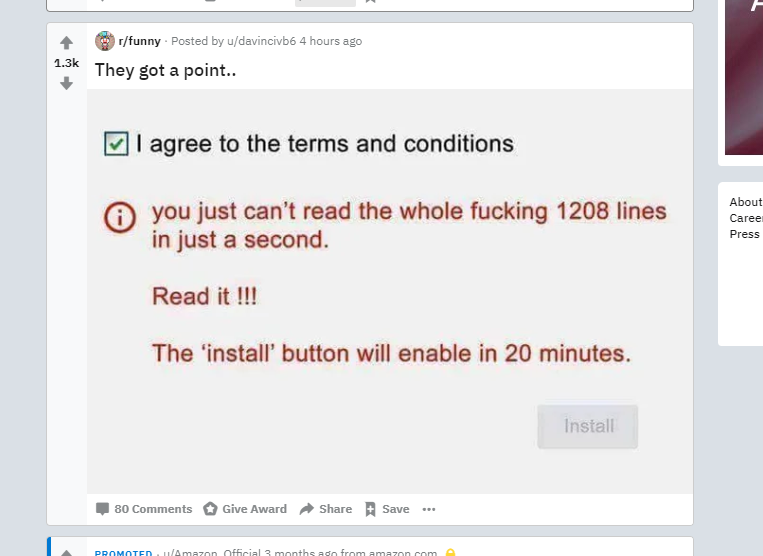 r/funny · Posted by u/davincivb6 4 hours ago
1.3k
They got a point..
I agree to the terms and conditions
you just can't read the whole fucking 1208 lines
in just a second.
Read it !!!
The 'install' button will enable in 20 minutes.
Install
80 Comments Give Award Share Save ...
PROMOTED · u/Amazon_Official 3 months ago from amazon.com
About
Career
Press